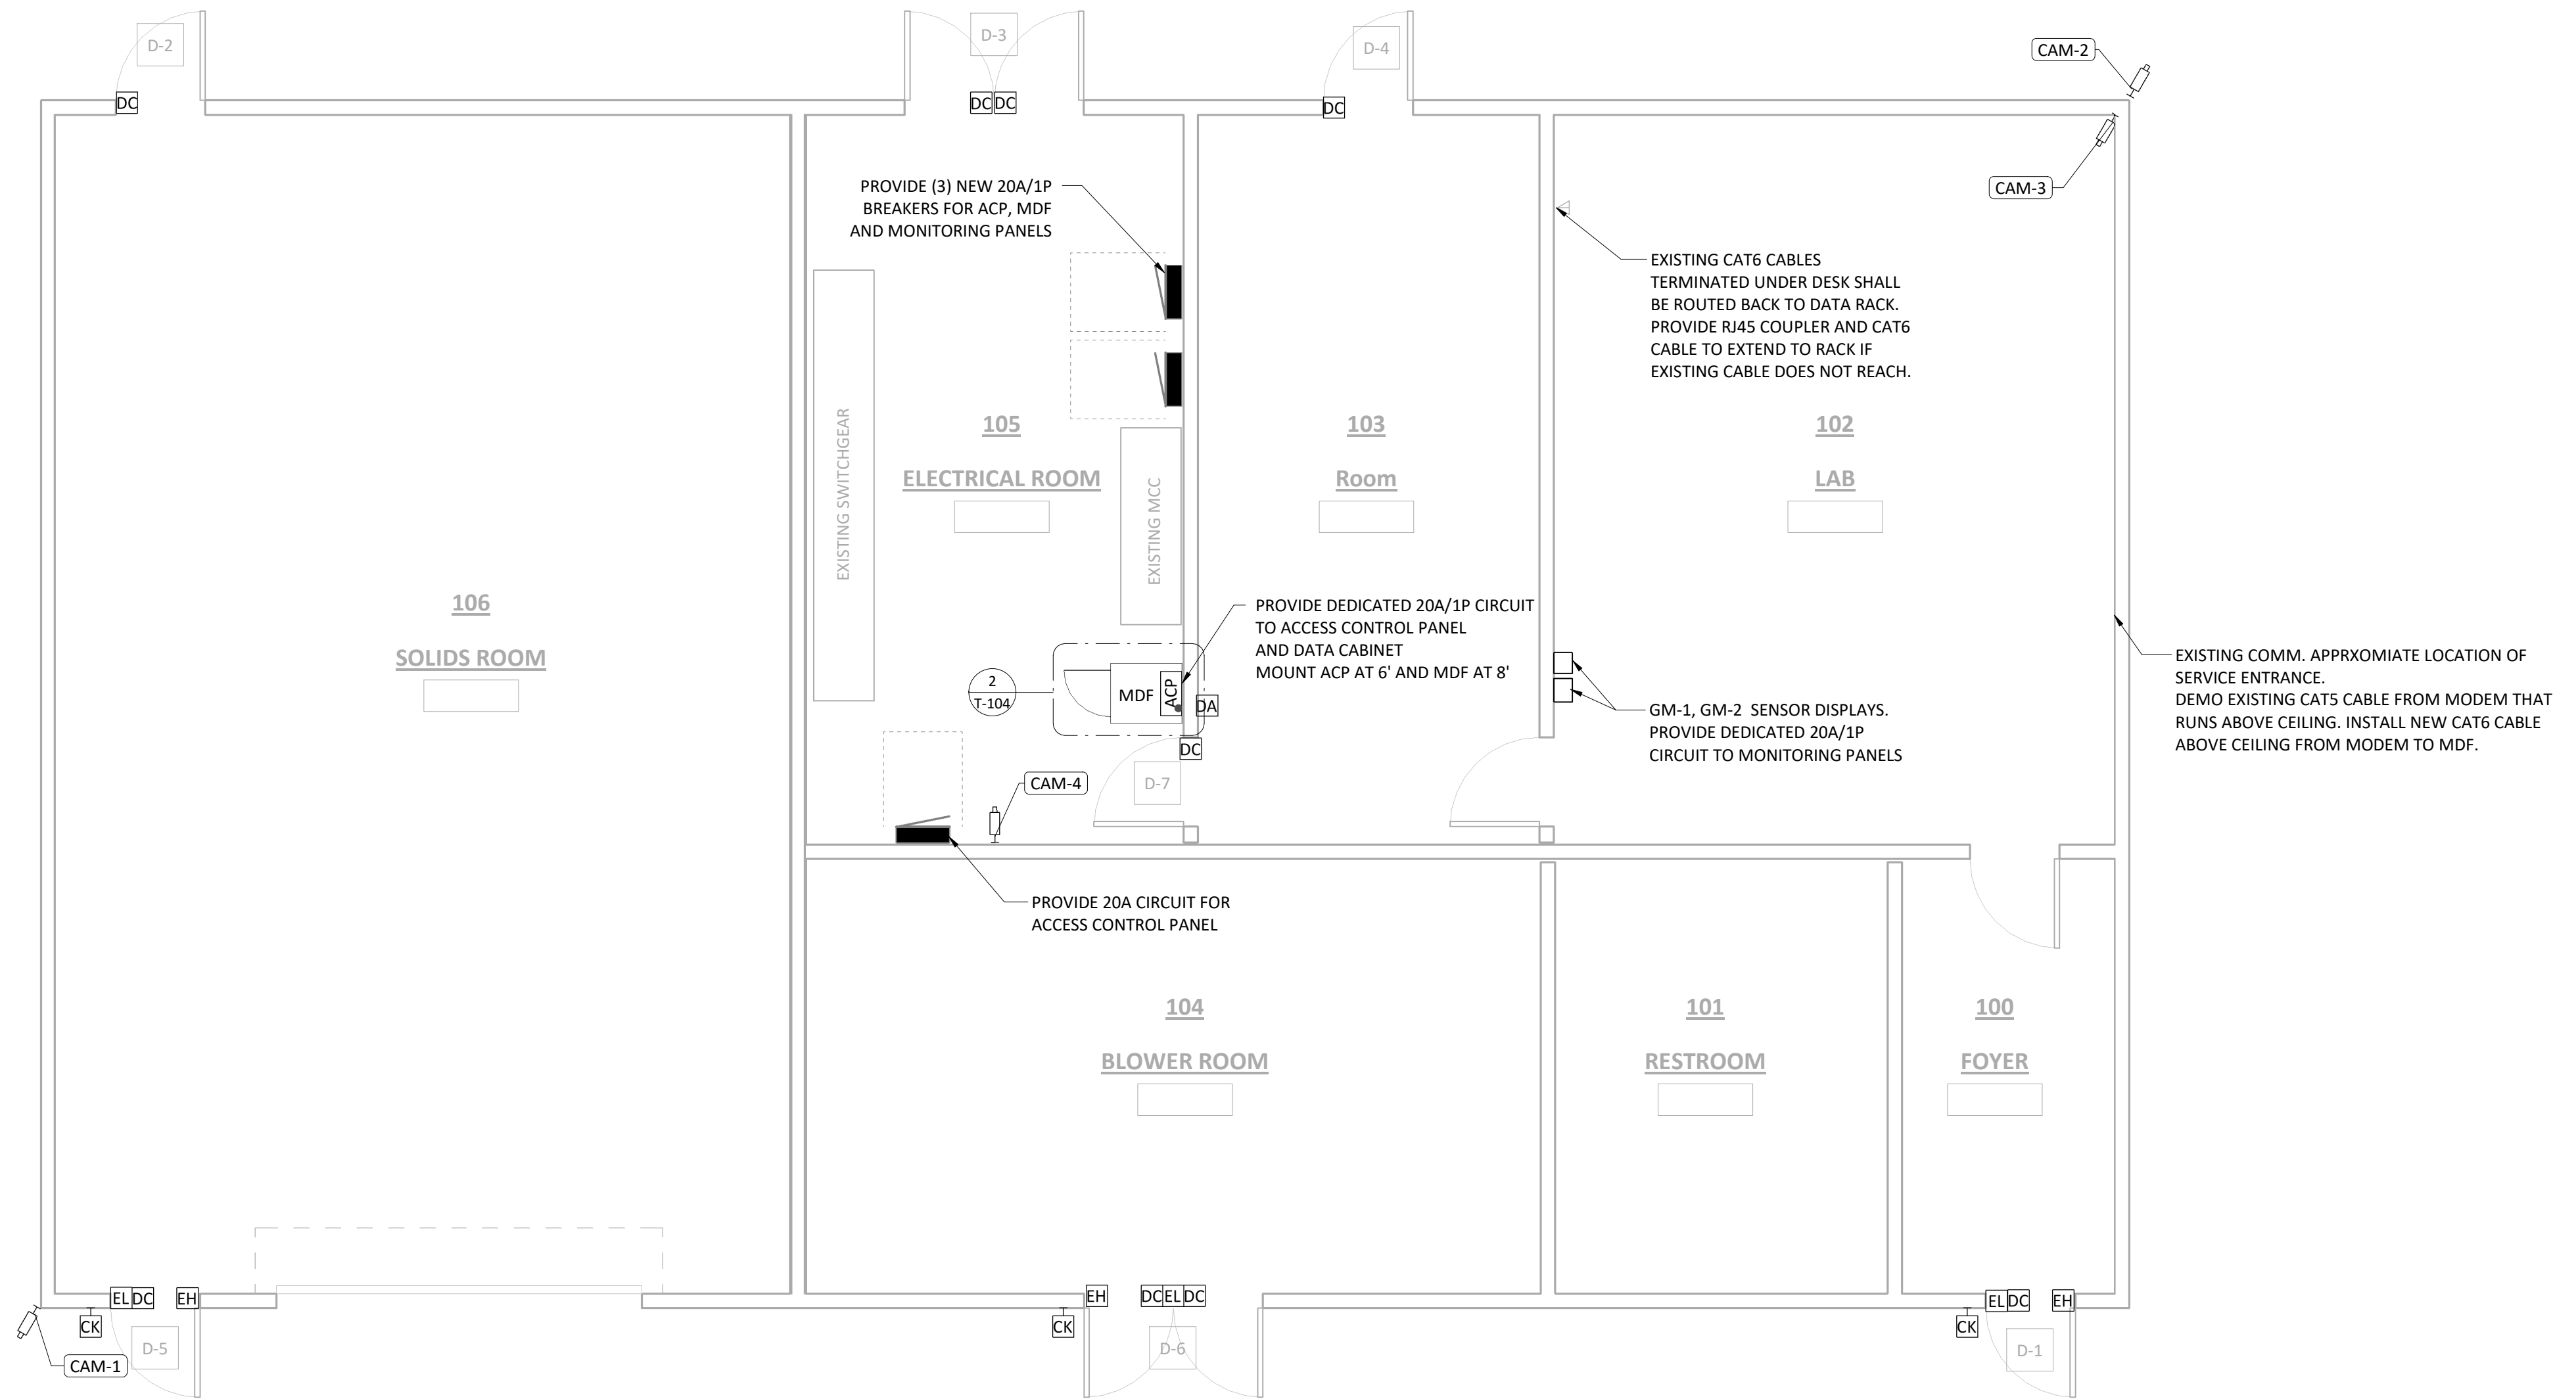 D-2
D-3
D-4
CAM-2
DC
DC
DC
DC
CAM-3
PROVIDE (3) NEW 20A/1P
BREAKERS FOR ACP, MDF
AND MONITORING PANELS
EXISTING CAT6 CABLES
TERMINATED UNDER DESK SHALL
BE ROUTED BACK TO DATA RACK.
PROVIDE RJ45 COUPLER AND CAT6
CABLE TO EXTEND TO RACK IF
EXISTING CABLE DOES NOT REACH.
EXISTING SWITCHGEAR
105
ELECTRICAL ROOM
EXISTING MCC
103
Room
102
LAB
106
SOLIDS ROOM
PROVIDE DEDICATED 20A/1P CIRCUIT
TO ACCESS CONTROL PANEL
AND DATA CABINET
MOUNT ACP AT 6' AND MDF AT 8'
EXISTING COMM. APPRXOMIATE LOCATION OF
SERVICE ENTRANCE.
DEMO EXISTING CAT5 CABLE FROM MODEM THAT
RUNS ABOVE CEILING. INSTALL NEW CAT6 CABLE
ABOVE CEILING FROM MODEM TO MDF.
2
T-104
MDF
ACP
DA
GM-1, GM-2 SENSOR DISPLAYS.
PROVIDE DEDICATED 20A/1P
CIRCUIT TO MONITORING PANELS
DC
D-7
CAM-4
PROVIDE 20A CIRCUIT FOR
ACCESS CONTROL PANEL
104
BLOWER ROOM
101
RESTROOM
100
FOYER
EL
DC
EH
EH
DC
EL
DC
EL
DC
EH
CK
CK
CK
D-5
D-6
D-1
CAM-1